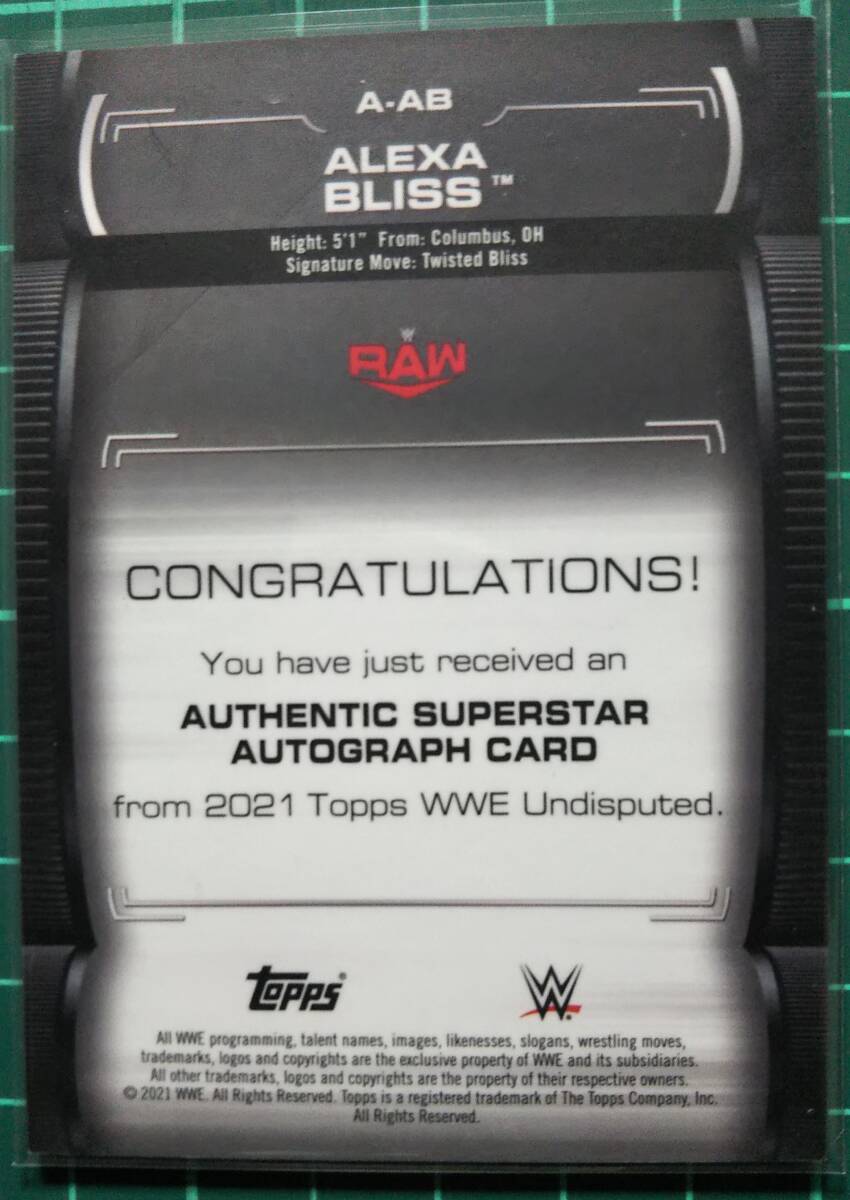 A-AB
ALEXA
BLISS™
Height: 5'1" From: Columbus, OH
Signature Move: Twisted Bliss
W
RAW
CONGRATULATIONS!
You have just received an
AUTHENTIC SUPERSTAR
AUTOGRAPH CARD
from 2021 Topps WWE Undisputed.
topps®
W
All WWE programming, talent names, images, likenesses, slogans, wrestling moves,
trademarks, logos and copyrights are the exclusive property of WWE and its subsidiaries.
All other trademarks, logos and copyrights are the property of their respective owners.
© 2021 WWE. All Rights Reserved. Topps is a registered trademark of The Topps Company, Inc.
All Rights Reserved.